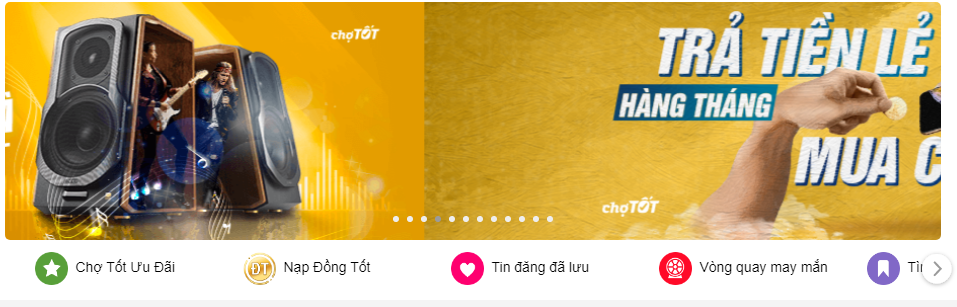 chợTỐT
TRẢ TIỀN LẺ
HÀNG THÁNG
MUA
chợTỐT
Chợ Tốt Ưu Đãi
ĐT
Nạp Đồng Tốt
Tin đăng đã lưu
Vòng quay may mắn